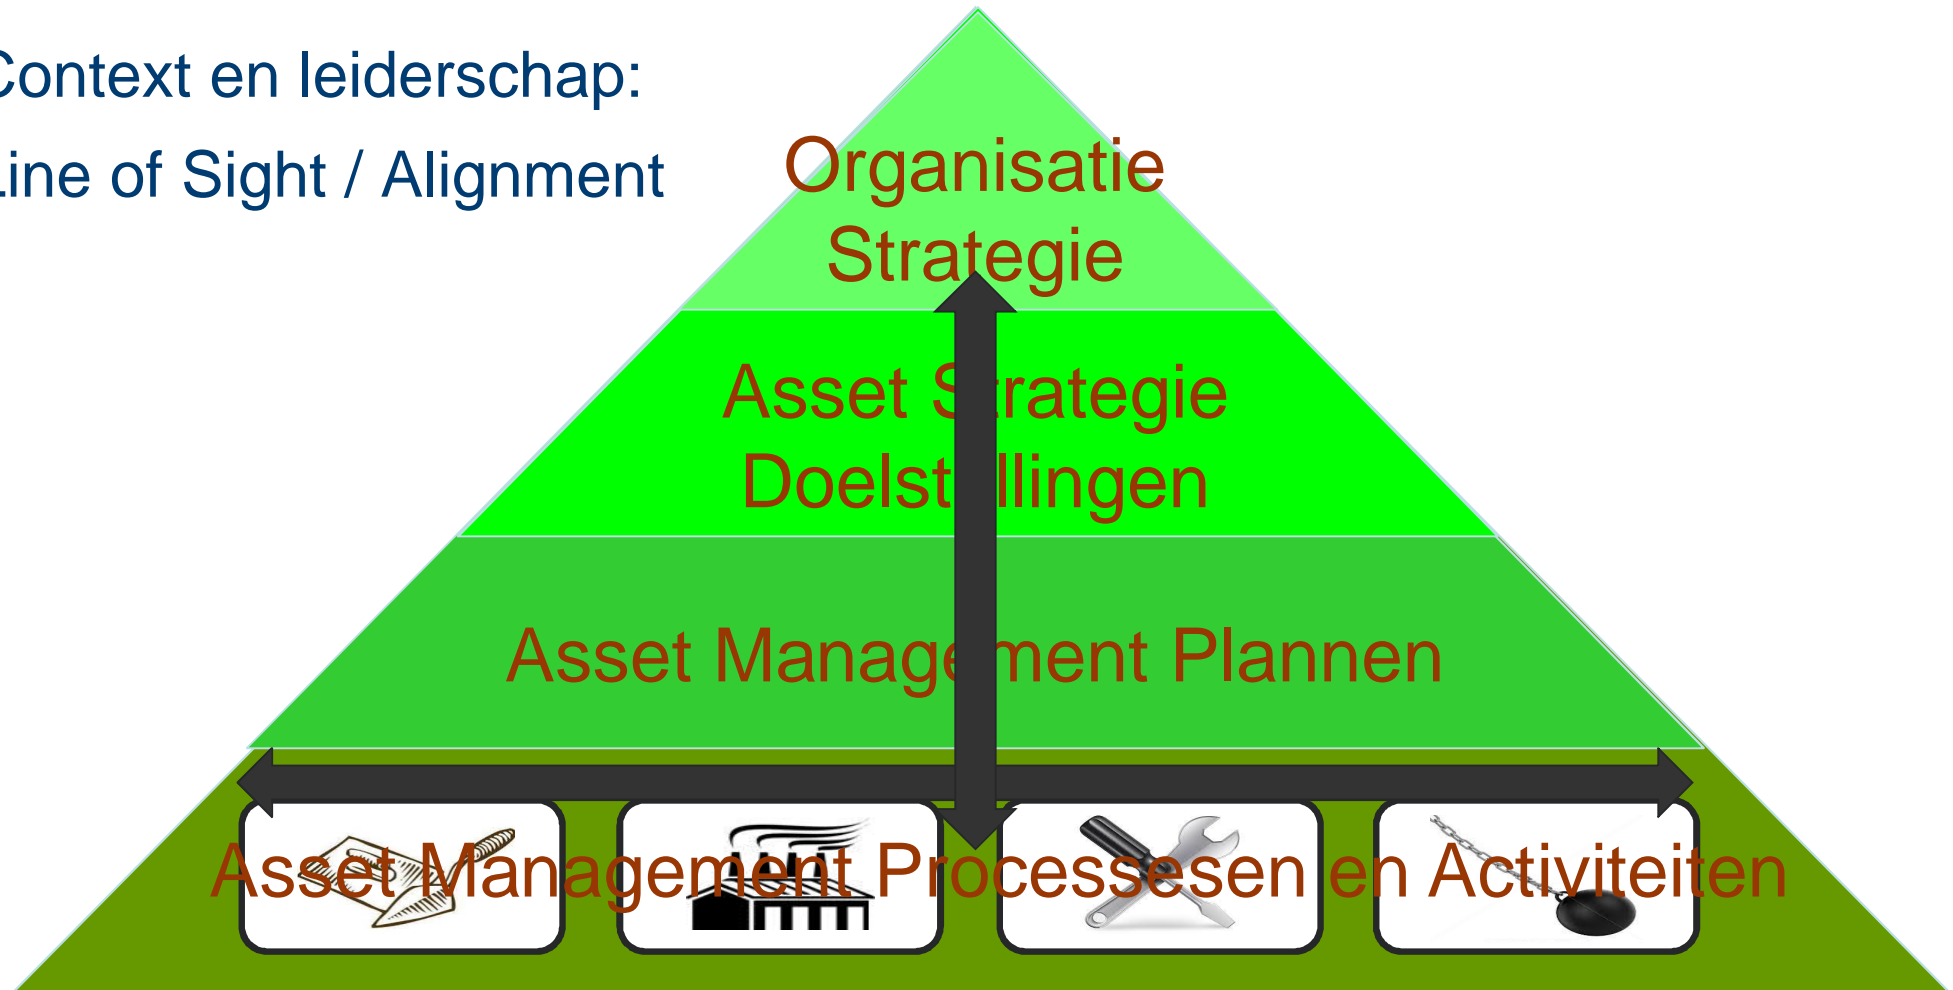 Context en leiderschap:
Line of Sight / Alignment
Organisatie
Strategie
Asset Strategie
Doelstellingen
Asset Management Plannen
Asset Management Processesen en Activiteiten